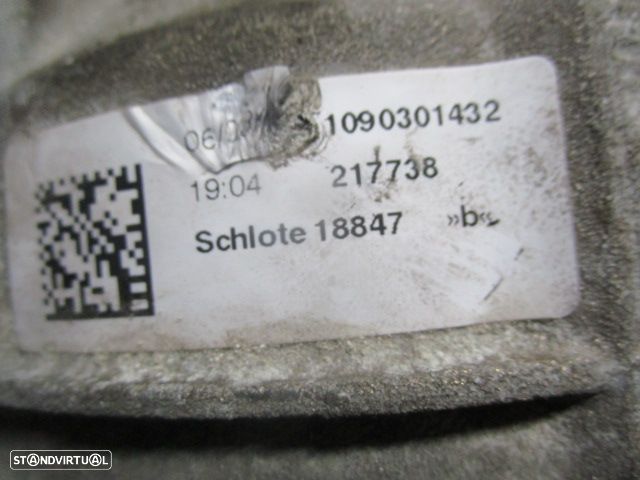 1090301432
19:04 217738
Schlote 18847 »b«
STANDVIRTUAL